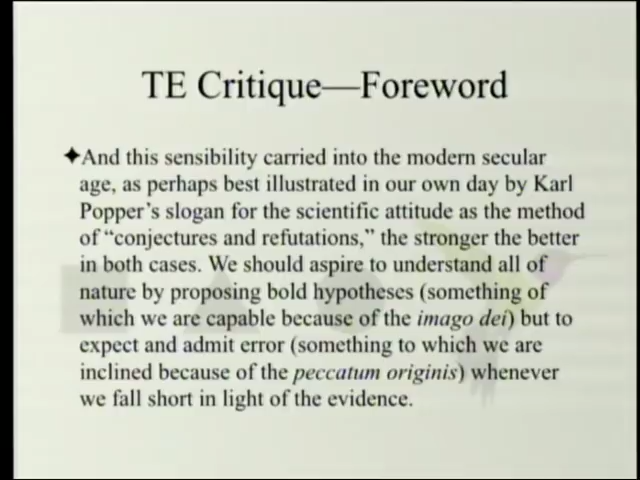 TE Critique—Foreword
✦And this sensibility carried into the modern secular
age, as perhaps best illustrated in our own day by Karl
Popper's slogan for the scientific attitude as the method
of “conjectures and refutations,” the stronger the better
in both cases. We should aspire to understand all of
nature by proposing bold hypotheses (something of
which we are capable because of the imago dei) but to
expect and admit error (something to which we are
inclined because of the peccatum originis) whenever
we fall short in light of the evidence.